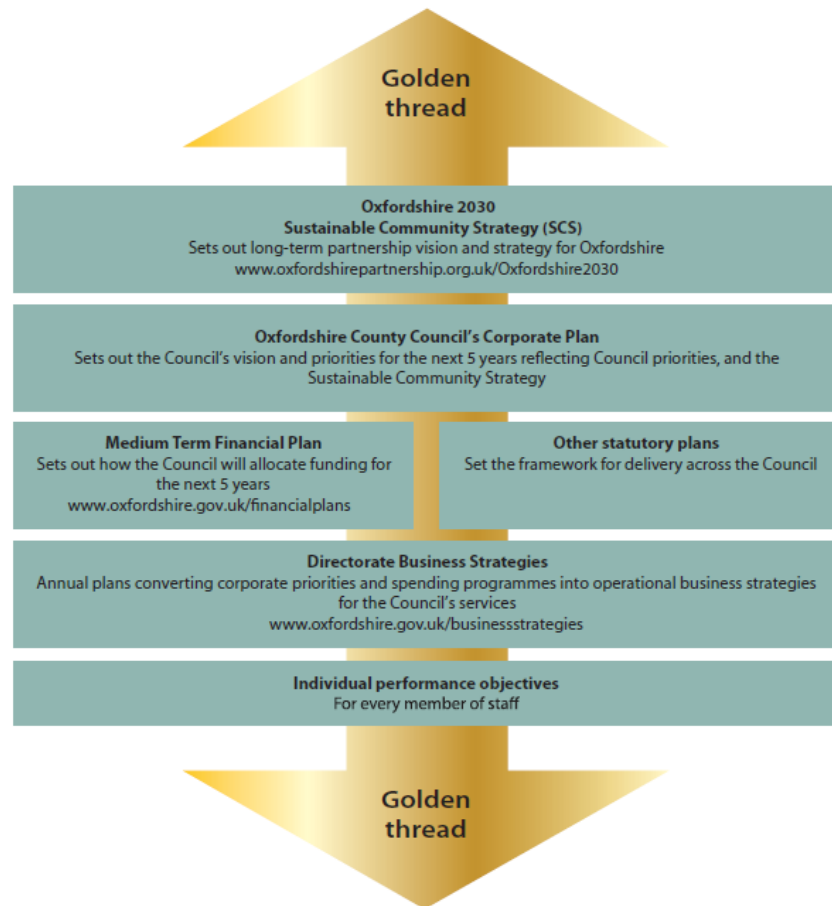 Golden
thread
Oxfordshire 2030
Sustainable Community Strategy (SCS)
Sets out long-term partnership vision and strategy for Oxfordshire
www.oxfordshirepartnership.org.uk/Oxfordshire2030
Oxfordshire County Council’s Corporate Plan
Sets out the Council’s vision and priorities for the next 5 years reflecting Council priorities, and the
Sustainable Community Strategy
Medium Term Financial Plan
Sets out how the Council will allocate funding for
the next 5 years
www.oxfordshire.gov.uk/financialplans
Other statutory plans
Set the framework for delivery across the Council
Directorate Business Strategies
Annual plans converting corporate priorities and spending programmes into operational business strategies
for the Council’s services
www.oxfordshire.gov.uk/businessstrategies
Individual performance objectives
For every member of staff
Golden
thread